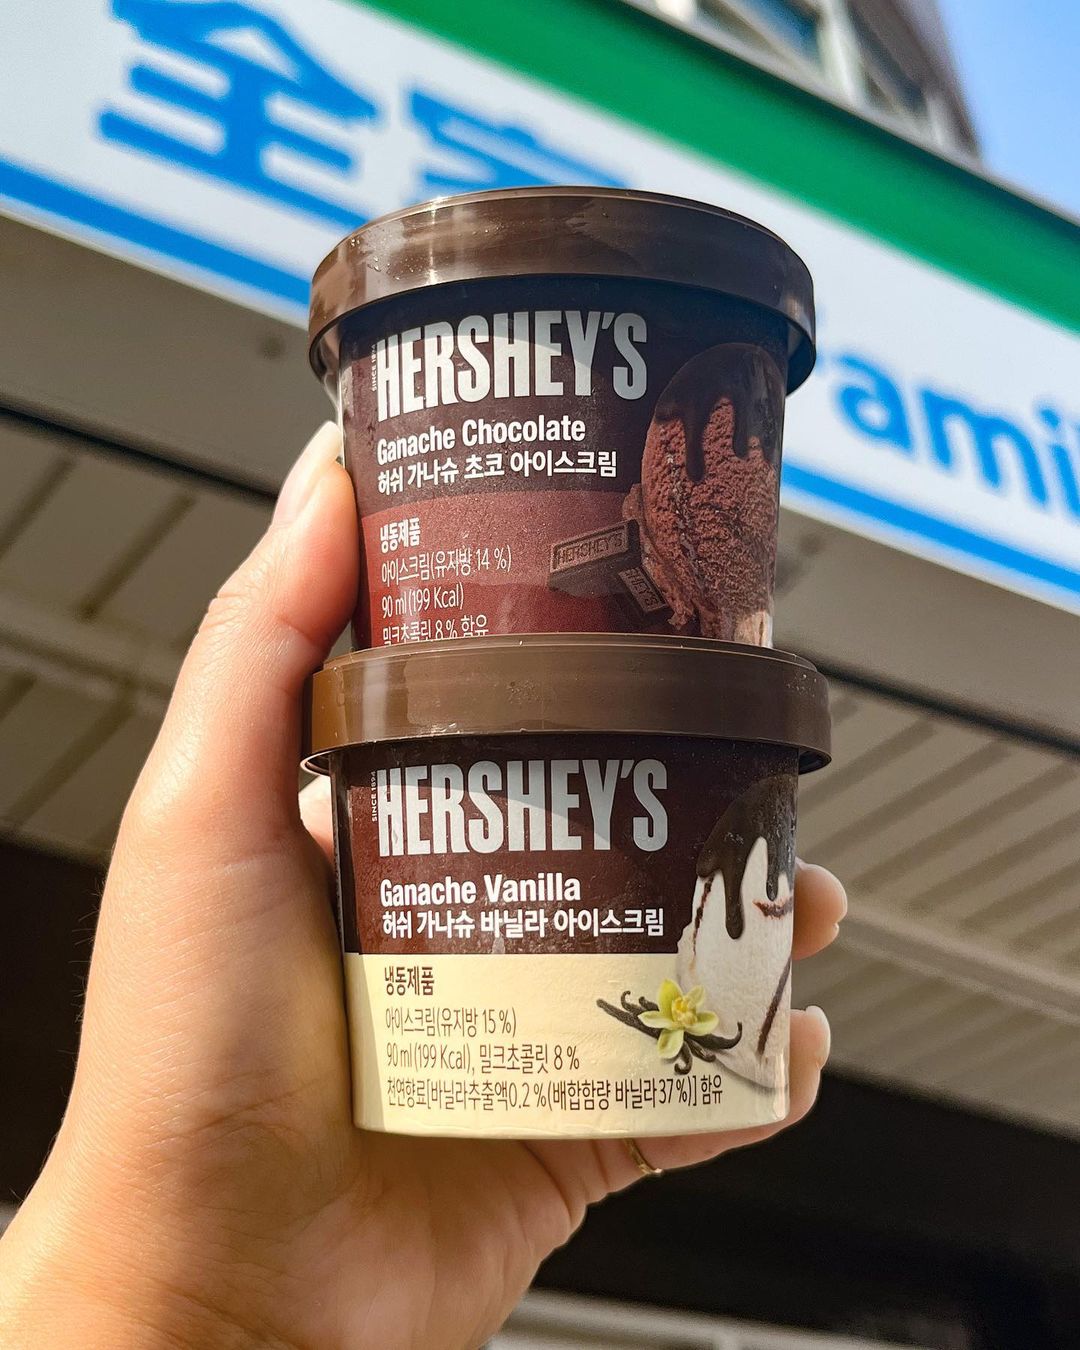 全家
HERSHEY'S
SINCE 1894
Ganache Chocolate
허쉬 가나슈 초코 아이스크림
냉동제품
아이스크림(유지방 14 %)
90 ml (199 Kcal)
밀크초콜릿 8 % 함유
HERSHEY'S
HERSHEY'S
SINCE 1894
Ganache Vanilla
허쉬 가나슈 바닐라 아이스크림
냉동제품
아이스크림(유지방 15 %)
90 ml (199 Kcal), 밀크초콜릿 8 %
천연향료[바닐라추출액0.2 %(배합함량 바닐라 37 %)] 함유